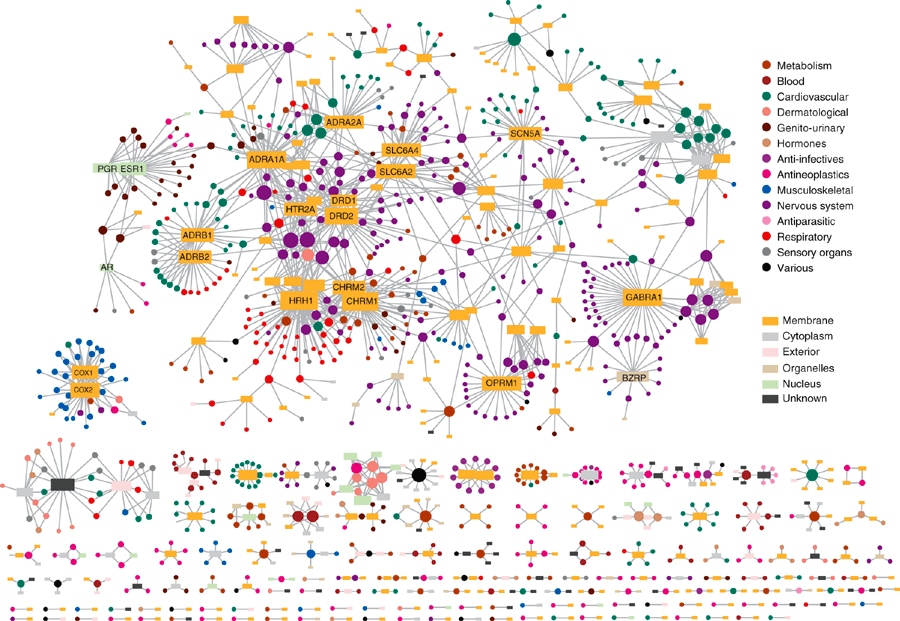 ADRA2A
SCN5A
SLC6A4
ADRA1A
PGR ESR1
SLC6A2
DRD1
HTR2A
DRD2
ADRB1
ADRB2
AR
CHRM2
HRH1
CHRM1
GABRA1
COX1
COX2
OPRM1
BZRP
Metabolism
Blood
Cardiovascular
Dermatological
Genito-urinary
Hormones
Anti-infectives
Antineoplastics
Musculoskeletal
Nervous system
Antiparasitic
Respiratory
Sensory organs
Various
Membrane
Cytoplasm
Exterior
Organelles
Nucleus
Unknown